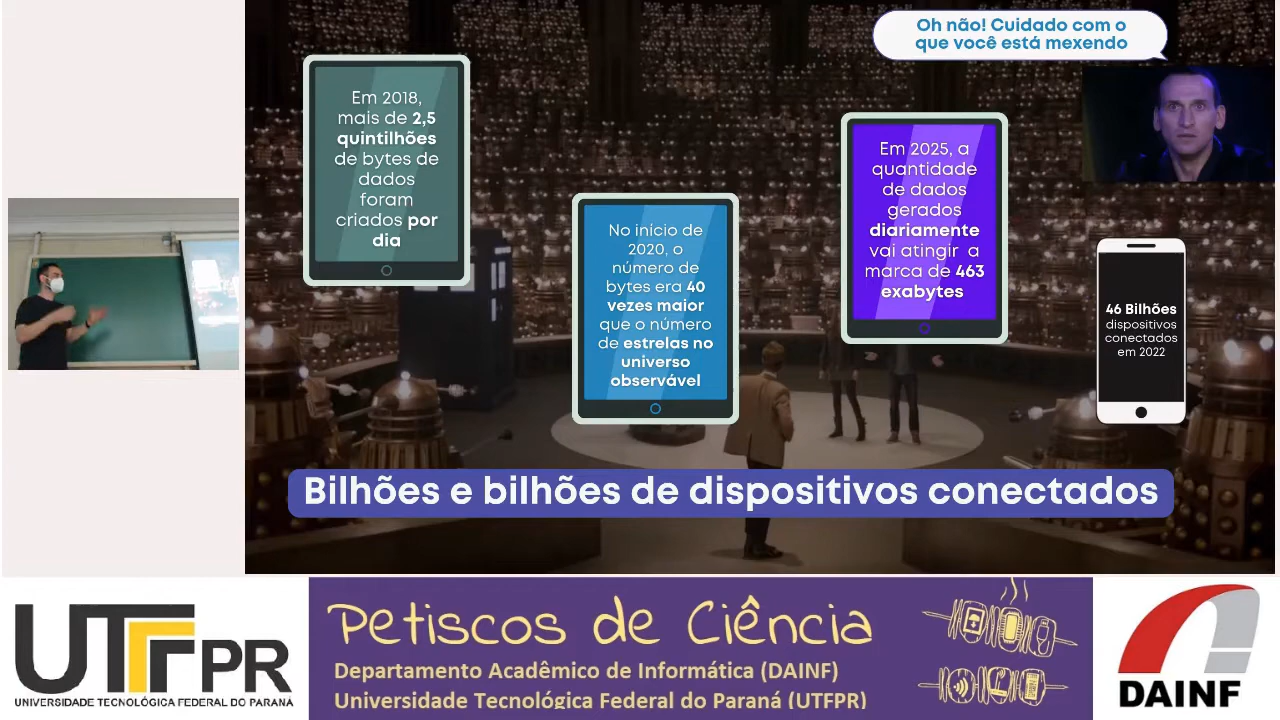 Oh não! Cuidado com o
que você está mexendo
Em 2018,
mais de 2,5
quintilhões
de bytes de
dados
foram
criados por
dia
No início de
2020, o
número de
bytes era 40
vezes maior
que o número
de estrelas no
universo
observável
Em 2025, a
quantidade
de dados
gerados
diariamente
vai atingir a
marca de 463
exabytes
46 Bilhões
dispositivos
conectados
em 2022
Bilhões e bilhões de dispositivos conectados
UTFPR
UNIVERSIDADE TECNOLÓGICA FEDERAL DO PARANÁ
Petiscos de Ciência
Departamento Acadêmico de Informática (DAINF)
Universidade Tecnológica Federal do Paraná (UTFPR)
DAINF